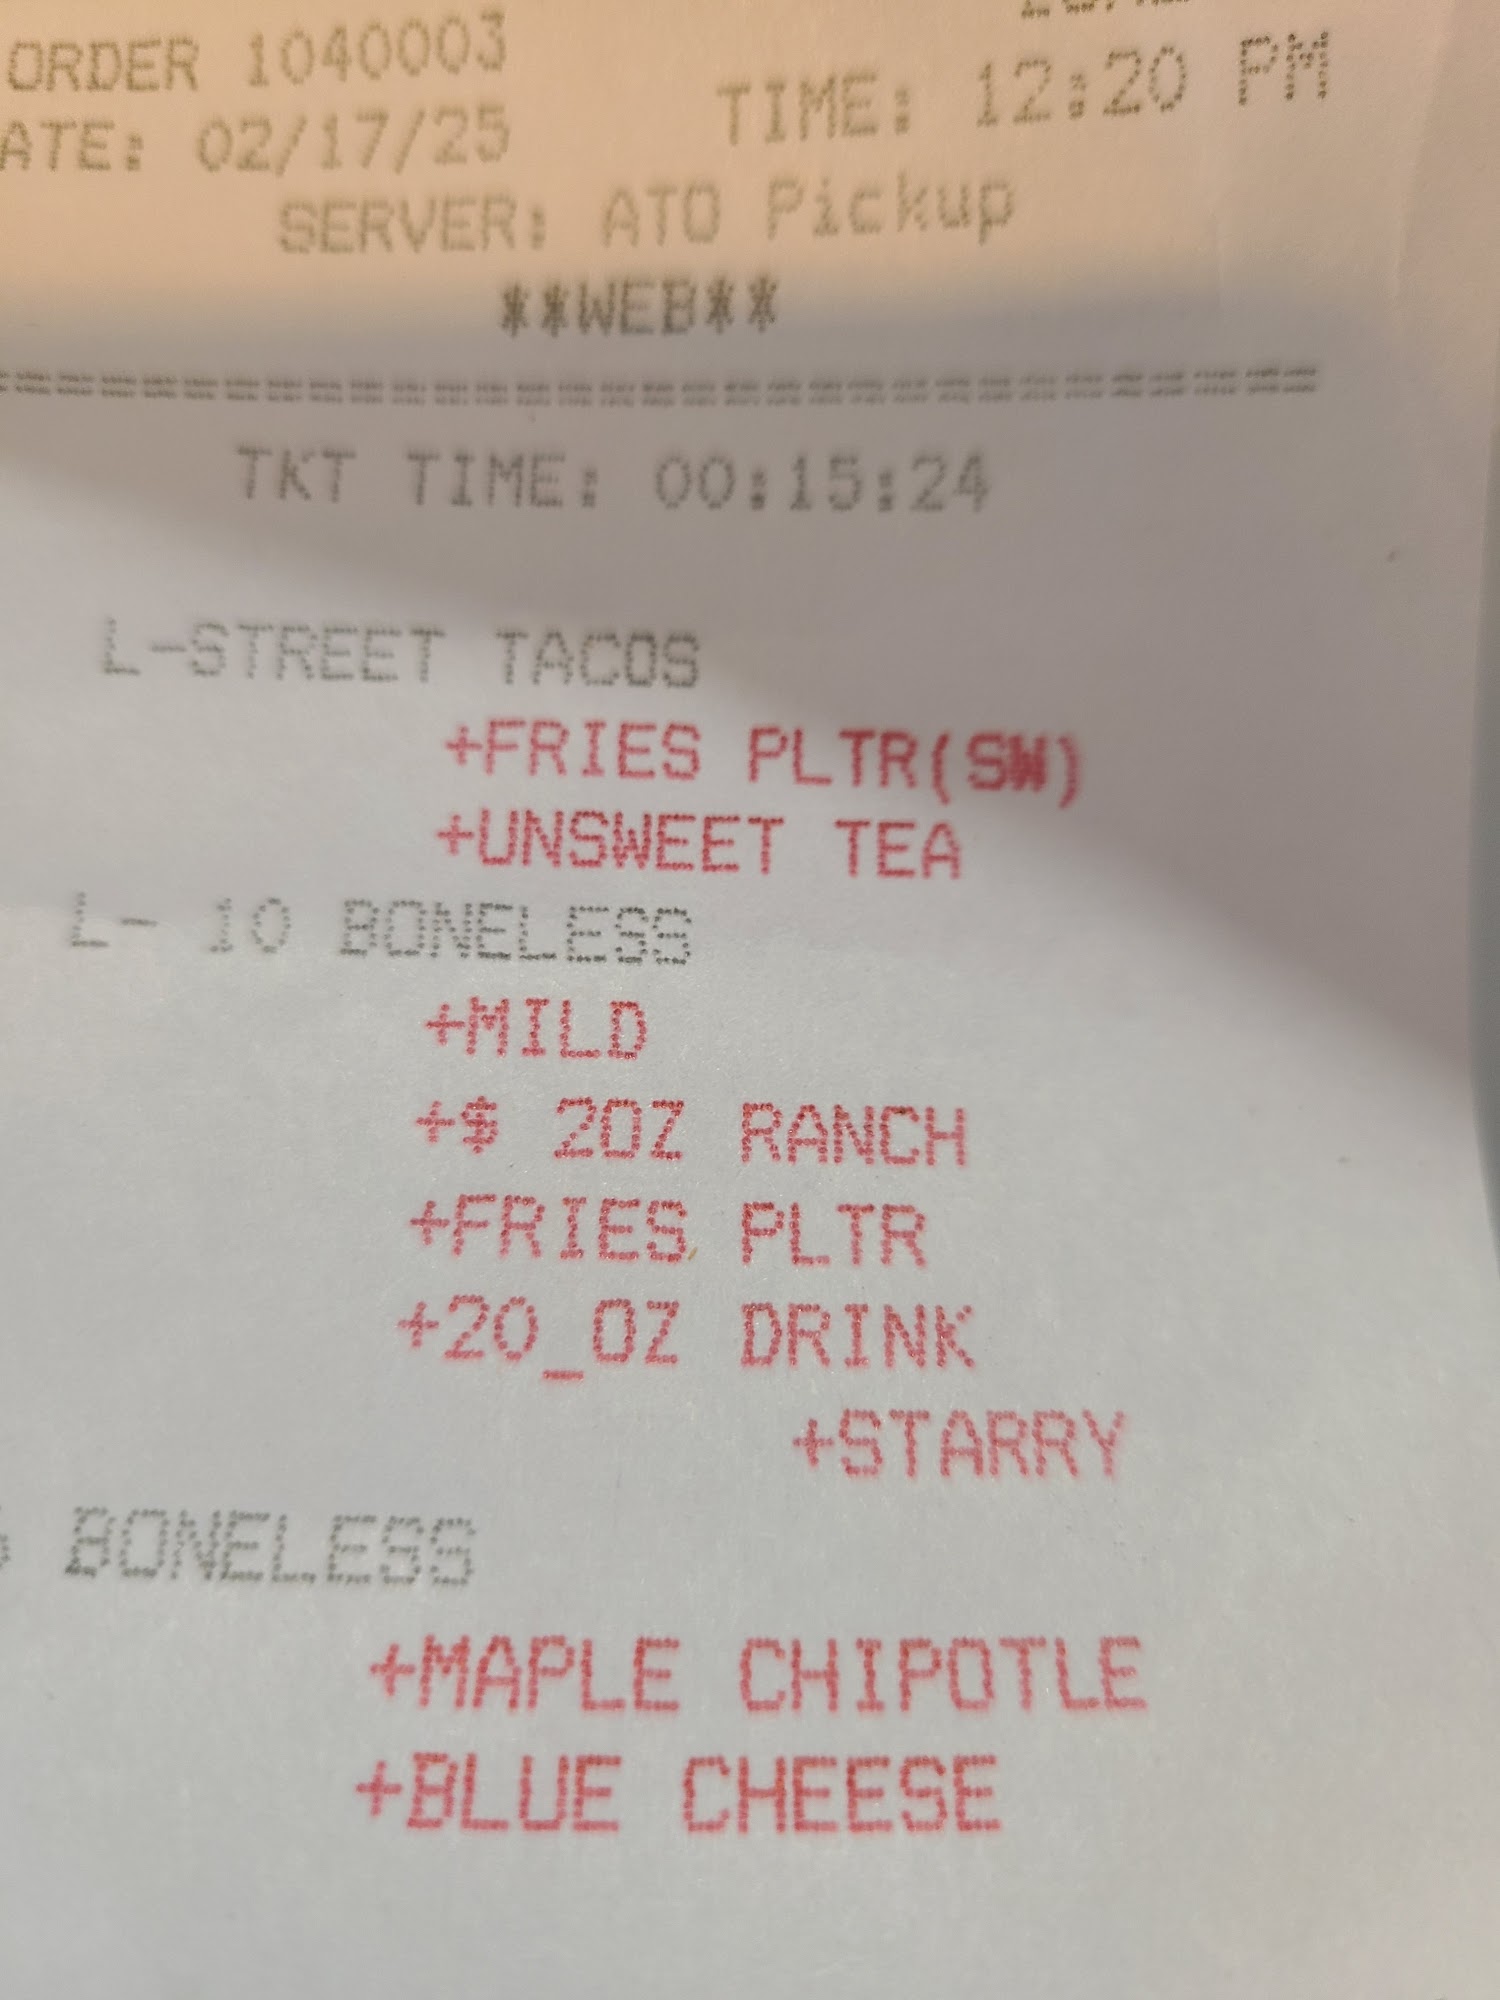 ORDER 1040003
ATE: 02/17/25 TIME: 12:20 PM
SERVER: ATO Pickup
**WEB**
TKT TIME: 00:15:24
L-STREET TACOS
+FRIES PLTR(SW)
+UNSWEET TEA
L- 10 BONELESS
+MILD
+$ 2OZ RANCH
+FRIES PLTR
+20_OZ DRINK
+STARRY
BONELESS
+MAPLE CHIPOTLE
+BLUE CHEESE